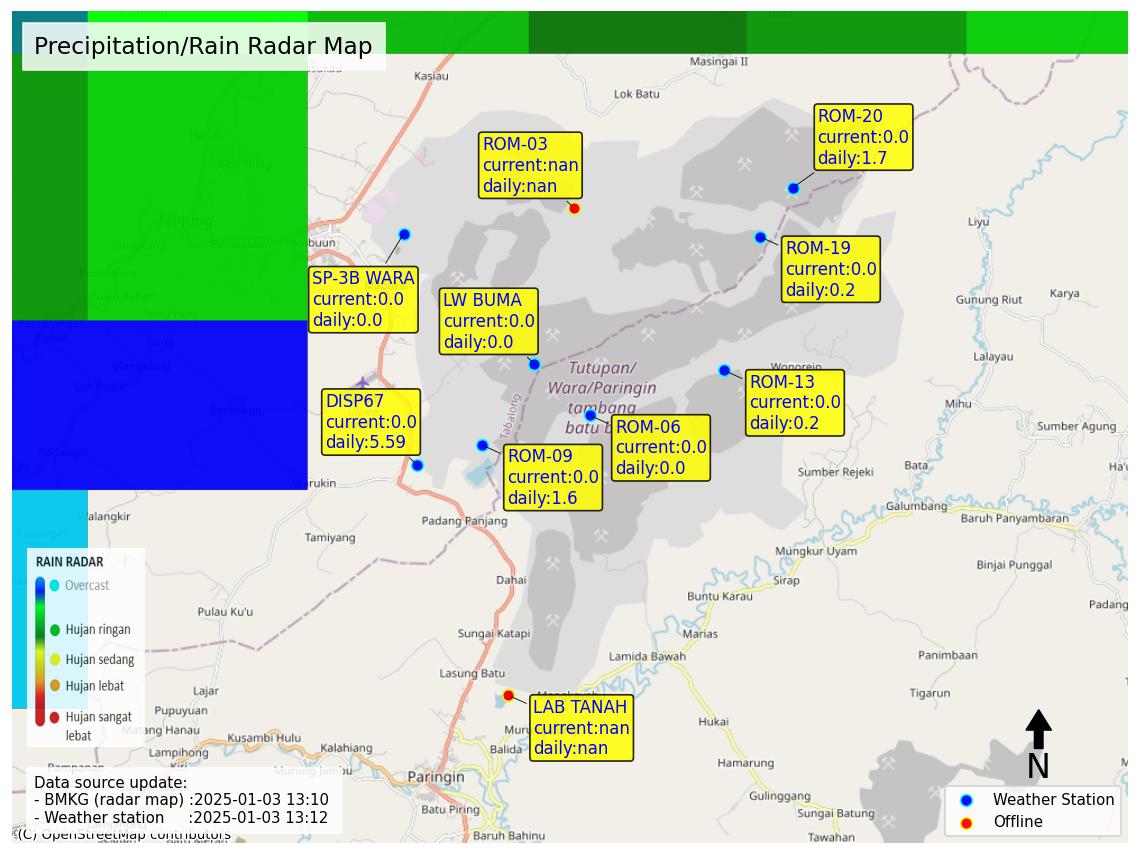 Precipitation/Rain Radar Map
Masingai II
Kasiau
Lok Batu
ROM-20
current:0.0
daily:1.7
ROM-03
current:nan
daily:nan
Tanjung
Liyu
Mabuun
ROM-19
current:0.0
daily:0.2
SP-3B WARA
current:0.0
daily:0.0
LW BUMA
current:0.0
daily:0.0
Gunung Riut
Karya
Lalayau
Wonorejo
Tutupan/
Wara/Paringin
tambang
batu b
ROM-13
current:0.0
daily:0.2
DISP67
current:0.0
daily:5.59
Tabalong
Mihu
ROM-06
current:0.0
daily:0.0
Sumber Agung
ROM-09
current:0.0
daily:1.6
Bata
Sumber Rejeki
Ha'u
Warukin
Galumbang
Walangkir
Padang Panjang
Baruh Panyambaran
Tamiyang
Mungkur Uyam
Binjai Punggal
RAIN RADAR
Overcast
Hujan ringan
Hujan sedang
Hujan lebat
Hujan sangat
lebat
Dahai
Sirap
Buntu Karau
Padang
Pulau Ku'u
Sungai Katapi
Marias
Lamida Bawah
Panimbaan
Lasung Batu
Lajar
Tigarun
LAB TANAH
current:nan
daily:nan
Pupuyuan
Matang Hanau
Muru
Hukai
Kusambi Hulu
Lampihong
Kalahiang
Balida
Hamarung
N
Murung Jambu
Paringin
Data source update:
- BMKG (radar map) :2025-01-03 13:10
- Weather station :2025-01-03 13:12
Gulinggang
Batu Piring
Sungai Batung
Weather Station
Offline
(C) OpenStreetMap contributors
Baruh Bahinu
Tawahan